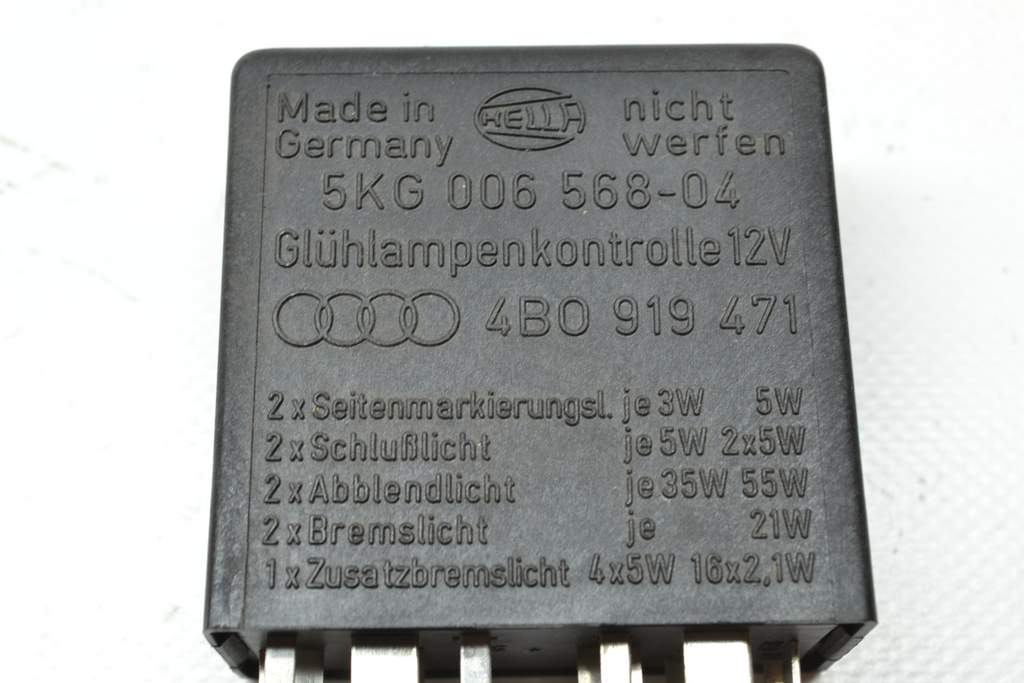 Made in HELLA nicht
Germany werfen
5KG 006 568-04
Glühlampenkontrolle 12V
4B0 919 471
2 x Seitenmarkierungsl. je 3W 5W
2 x Schlußlicht je 5W 2x5W
2 x Abblendlicht je 35W 55W
2 x Bremslicht je 21W
1 x Zusatzbremslicht 4x5W 16x2,1W